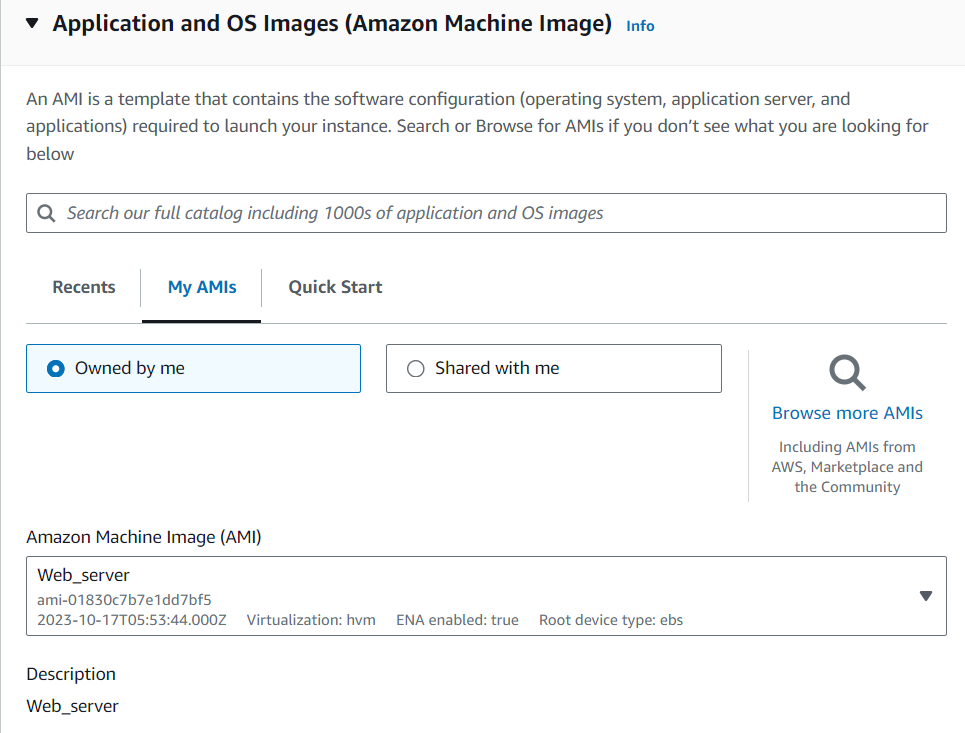 Application and OS Images (Amazon Machine Image) Info
An AMI is a template that contains the software configuration (operating system, application server, and
applications) required to launch your instance. Search or Browse for AMIs if you don’t see what you are looking for
below
Search our full catalog including 1000s of application and OS images
Recents My AMIs Quick Start
Owned by me Shared with me
Browse more AMIs
Including AMIs from
AWS, Marketplace and
the Community
Amazon Machine Image (AMI)
Web_server
ami-01830c7b7e1dd7bf5
2023-10-17T05:53:44.000Z Virtualization: hvm ENA enabled: true Root device type: ebs
Description
Web_server